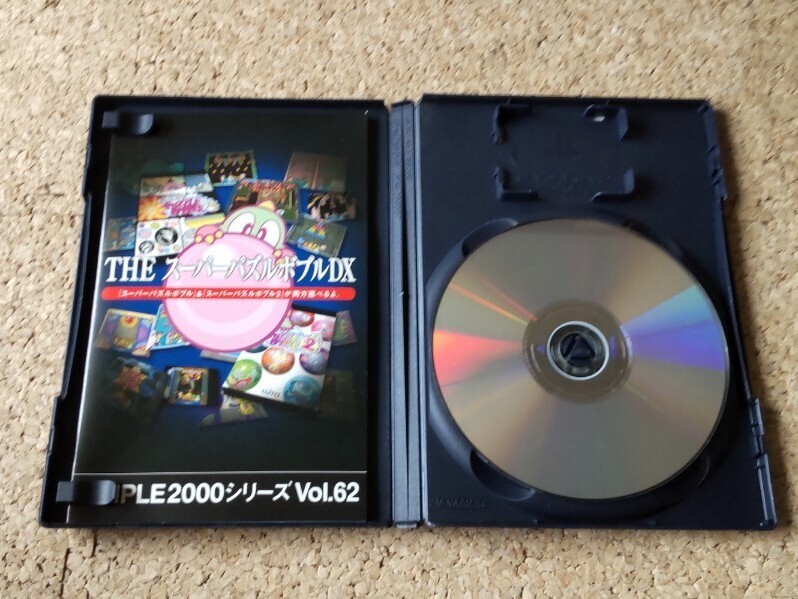 THE スーパーパズルボブルDX
「スーパーパズルボブル」&「スーパーパズルボブル2」が両方遊べるよ。
IPLE2000シリーズ Vol.62